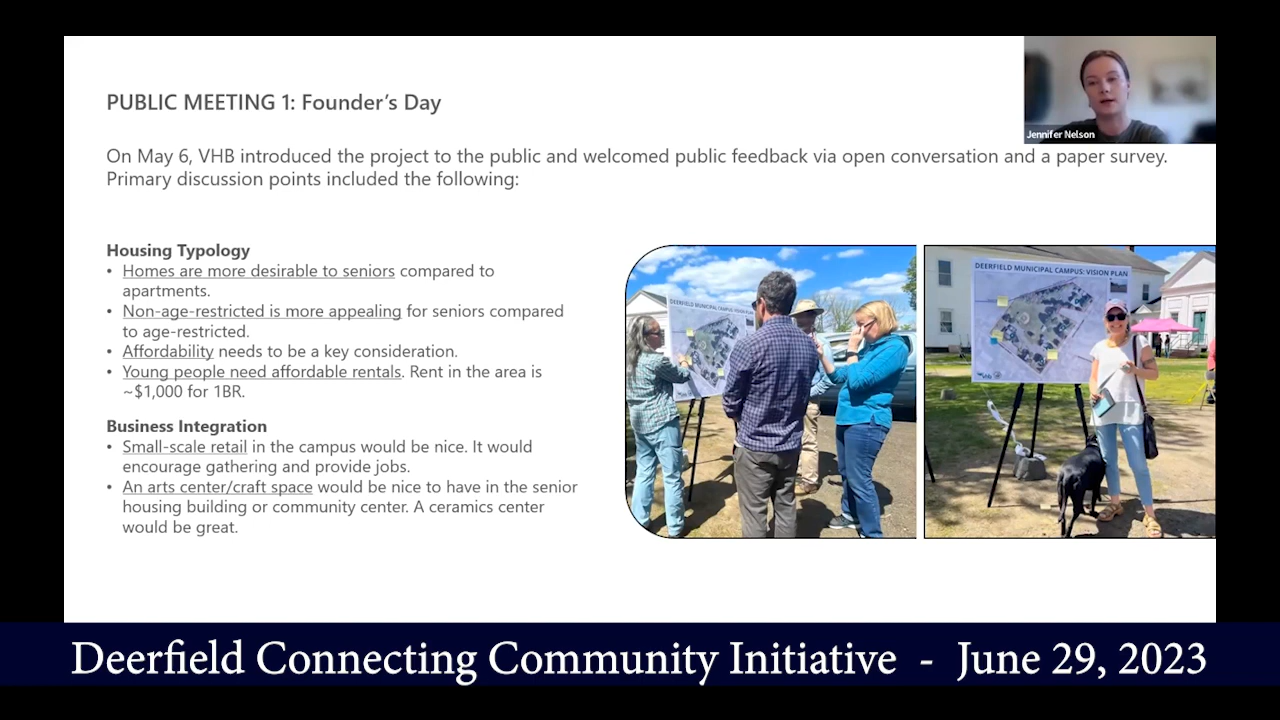 PUBLIC MEETING 1: Founder's Day
Jennifer Nelson
On May 6, VHB introduced the project to the public and welcomed public feedback via open conversation and a paper survey.
Primary discussion points included the following:
Housing Typology
• Homes are more desirable to seniors compared to
apartments.
• Non-age-restricted is more appealing for seniors compared
to age-restricted.
• Affordability needs to be a key consideration.
• Young people need affordable rentals. Rent in the area is
~$1,000 for 1BR.
Business Integration
• Small-scale retail in the campus would be nice. It would
encourage gathering and provide jobs.
• An arts center/craft space would be nice to have in the senior
housing building or community center. A ceramics center
would be great.
DEERFIELD MUNICIPAL CAMPUS: VISION PLAN
DEERFIELD MUNICIPAL CAMPUS: VISION PLAN
Deerfield Connecting Community Initiative - June 29, 2023